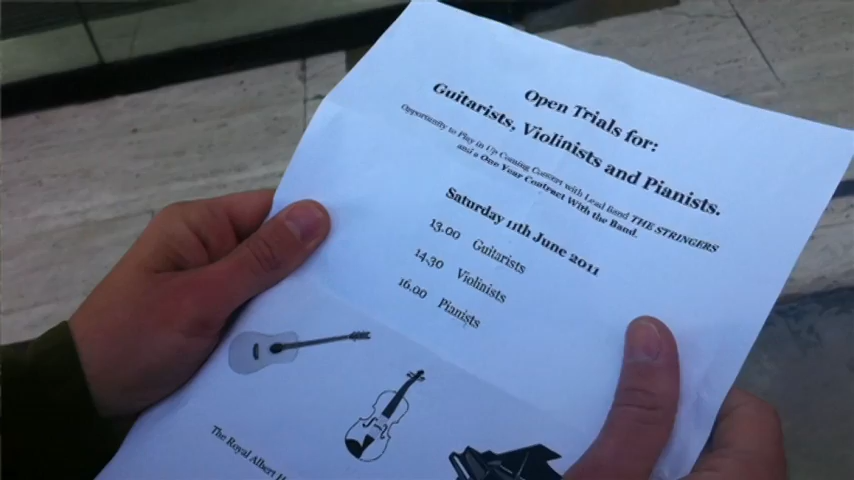 Open Trials for:
Guitarists, Violinists and Pianists.
Opportunity to Play in Up Coming Concert with Lead Band THE STRINGERS
and a One Year Contract With the Band.
Saturday 11th June 2011
13.00 Guitarists
14.30 Violinists
16.00 Pianists
The Royal Albert